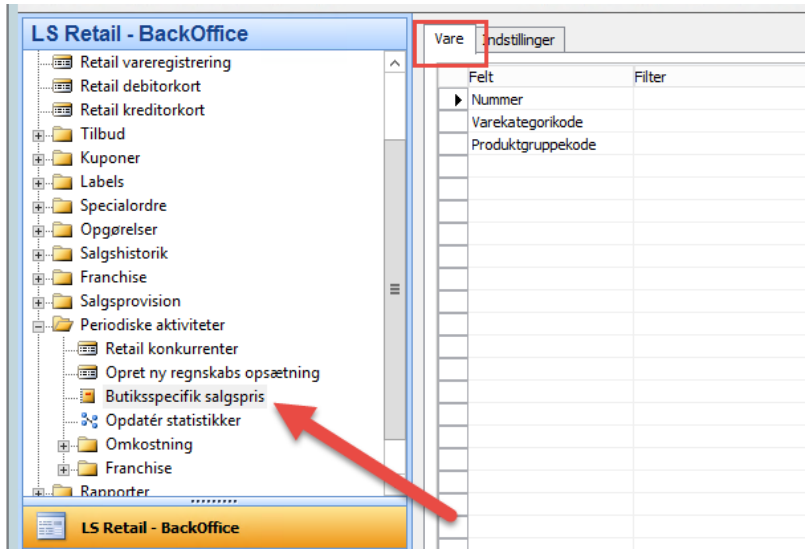 LS Retail - BackOffice
Retail vareregistrering
Retail debitorkort
Retail kreditorkort
Tilbud
Kuponer
Labels
Specialordre
Opgørelser
Salgshistorik
Franchise
Salgsprovision
Periodiske aktiviteter
Retail konkurrenter
Opret ny regnskabs opsætning
Butiksspecifik salgspris
Opdatér statistikker
Omkostning
Franchise
Rapporter
LS Retail - BackOffice
Vare Indstillinger
Felt Filter
Nummer
Varekategorikode
Produktgruppekode